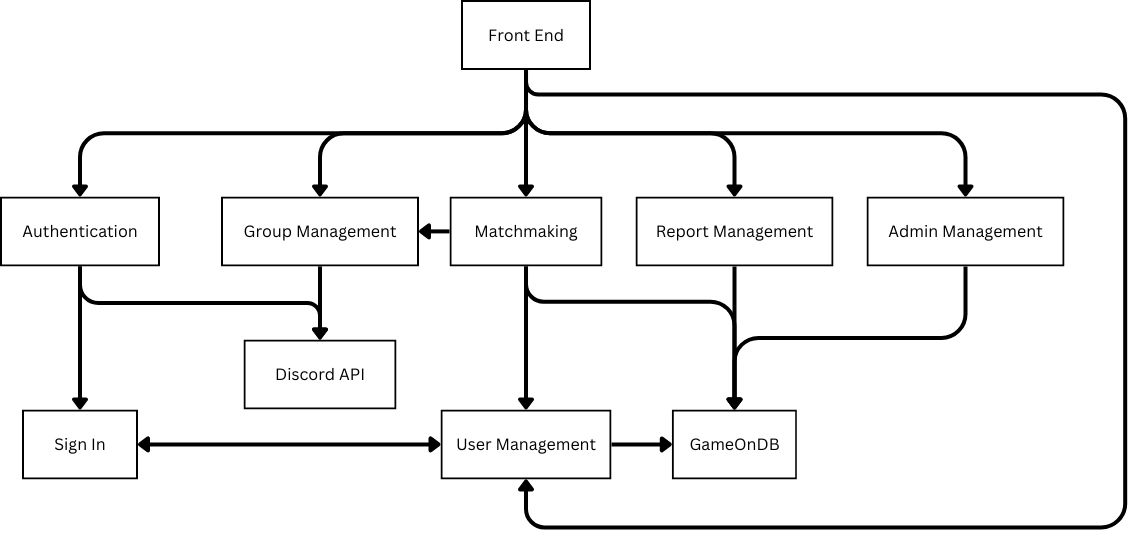 Front End
Authentication
Group Management
Matchmaking
Report Management
Admin Management
Discord API
Sign In
User Management
GameOnDB